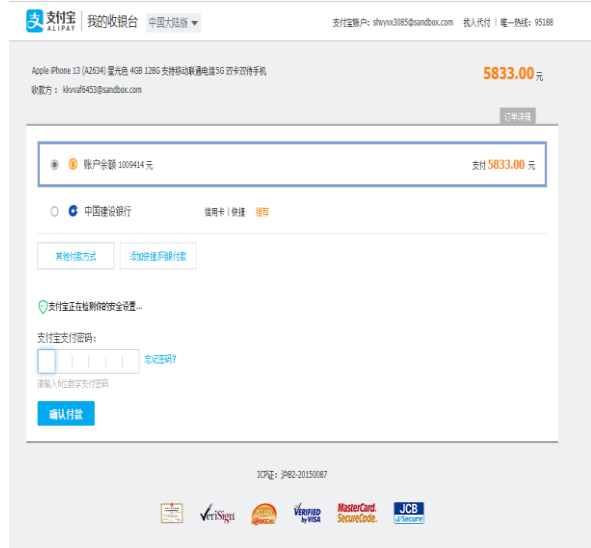 支付宝 ALIPAY 我的收银台 中国大陆版 支付宝账户: shvyvx3085@sandbox.com 找人代付 唯一热线: 95188
Apple iPhone 13 (A2634) 星光色 4GB 128G 支持移动联通电信5G 双卡双待手机 5833.00 元
收款方 : kkvvaf6453@sandbox.com
订单详情
账户余额 1009414 元 支付 5833.00 元
中国建设银行 信用卡 | 快捷 推荐
其他付款方式 添加快捷/网银付款
支付宝正在检测你的安全设置...
支付宝支付密码:
忘记密码?
请输入6位数字支付密码
确认付款
ICP证: 沪B2-20150087
VeriSign VERIFIED by VISA MasterCard. SecureCode. JCB J/Secure